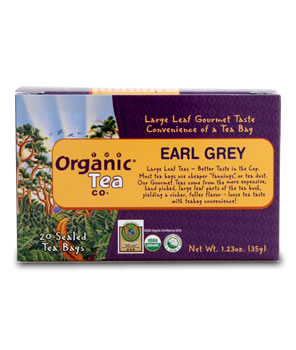 Large Leaf Gourmet Taste
Convenience of a Tea Bag
THE
Organic®
Tea
CO.
EARL GREY
Large Leaf Teas ~ Better Taste in the Cup.
Most tea bags use cheaper "fannings," or tea dust.
Our Gourmet Teas come from the more expensive,
hand picked, large leaf parts of the tea bush,
yielding a richer, fuller flavor - loose tea taste
with teabag convenience!
20 Sealed
Tea Bags
USDA
ORGANIC
Net Wt. 1.23oz. (35g)